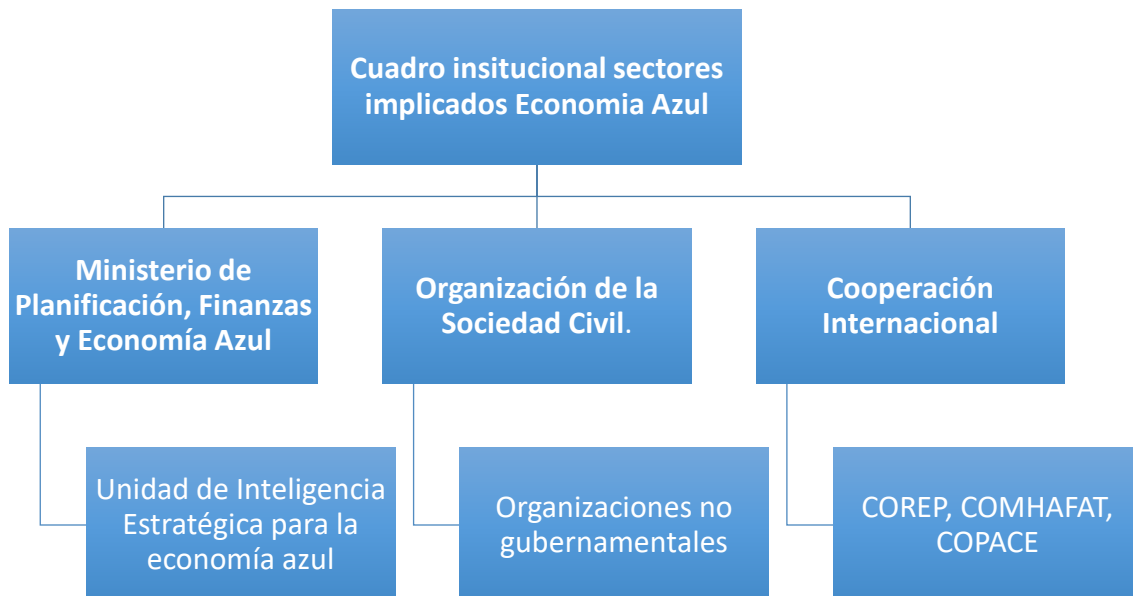 Cuadro insitucional sectores
implicados Economia Azul
Ministerio de
Planificación, Finanzas
y Economía Azul
Organización de la
Sociedad Civil.
Cooperación
Internacional
Unidad de Inteligencia
Estratégica para la
economía azul
Organizaciones no
gubernamentales
COREP, COMHAFAT,
COPACE